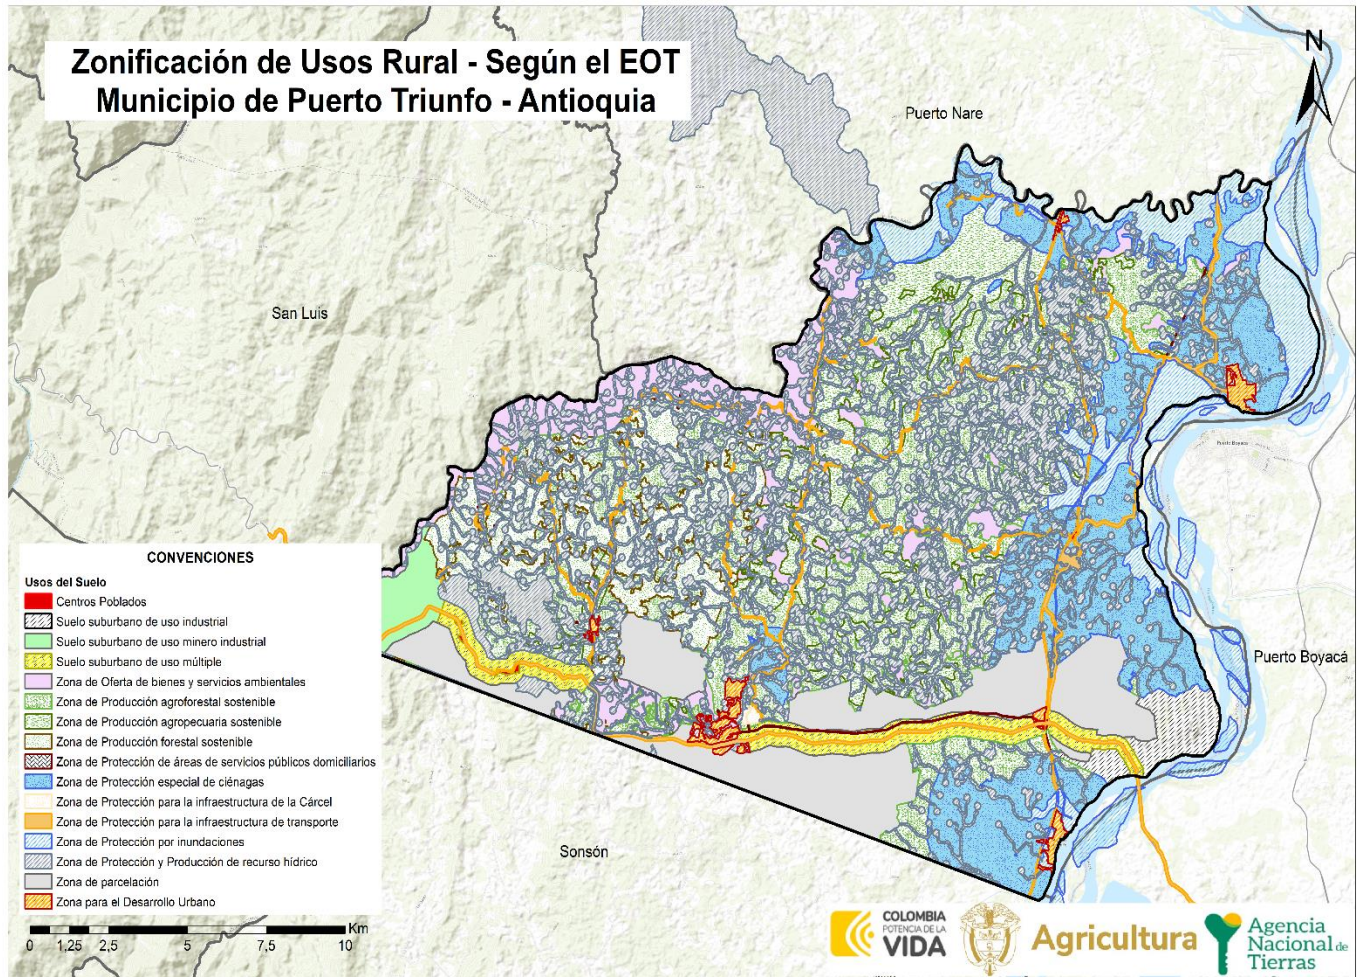 Zonificación de Usos Rural - Según el EOT
Municipio de Puerto Triunfo - Antioquia
N
Puerto Nare
San Luís
Puerto Boyacá
Puerto Boyacá
Sonsón
CONVENCIONES
Usos del Suelo
Centros Poblados
Suelo suburbano de uso industrial
Suelo suburbano de uso minero industrial
Suelo suburbano de uso múltiple
Zona de Oferta de bienes y servicios ambientales
Zona de Producción agroforestal sostenible
Zona de Producción agropecuaria sostenible
Zona de Producción forestal sostenible
Zona de Protección de áreas de servicios públicos domiciliarios
Zona de Protección especial de ciénagas
Zona de Protección para la infraestructura de la Cárcel
Zona de Protección para la infraestructura de transporte
Zona de Protección por inundaciones
Zona de Protección y Producción de recurso hídrico
Zona de parcelación
Zona para el Desarrollo Urbano
Km
0 1,25 2,5 5 7,5 10
COLOMBIA
POTENCIA DE LA
VIDA
Agricultura
Agencia
Nacional de
Tierras